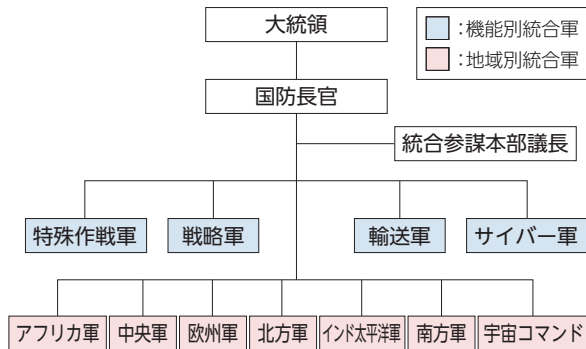 大統領
：機能別統合軍
：地域別統合軍
国防長官
統合参謀本部議長
特殊作戦軍
戦略軍
輸送軍
サイバー軍
アフリカ軍
中央軍
欧州軍
北方軍
インド太平洋軍
南方軍
宇宙コマンド